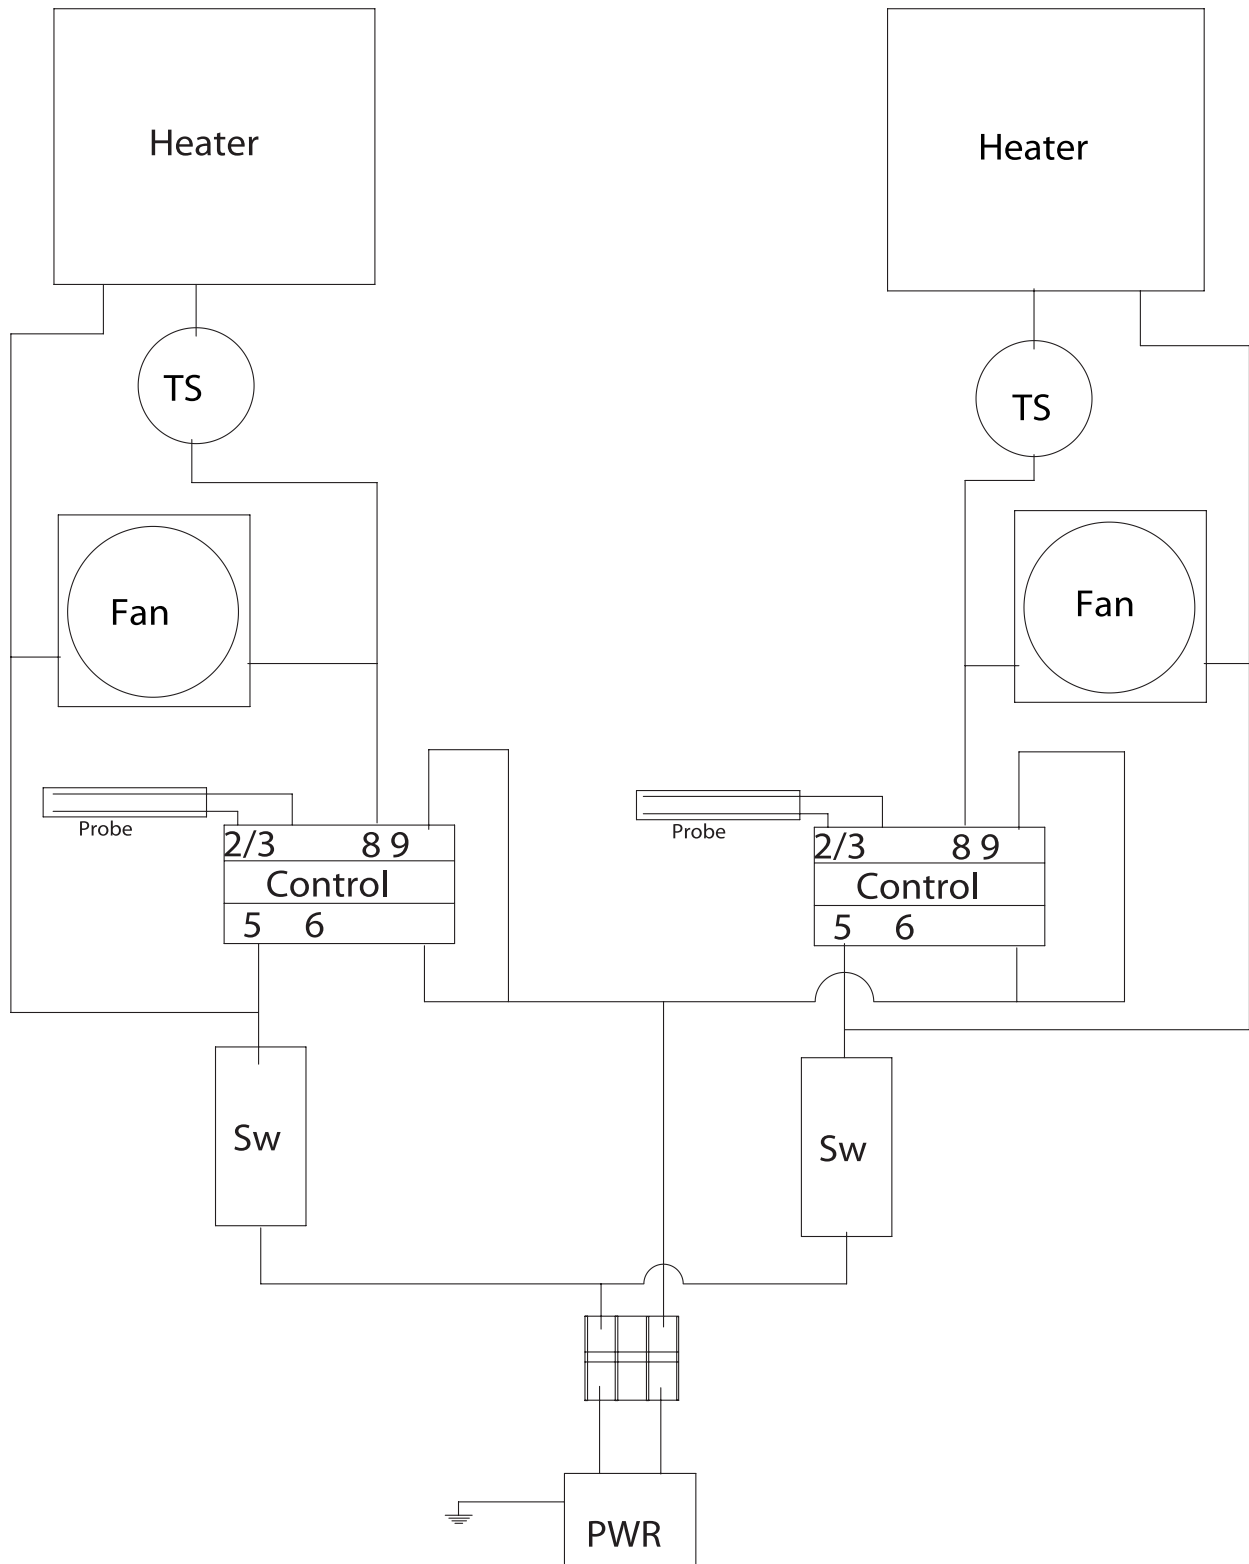 Heater
Heater
TS
TS
Fan
Fan
Probe
2/3 8 9
Control
5 6
Probe
2/3 8 9
Control
5 6
Sw
Sw
PWR